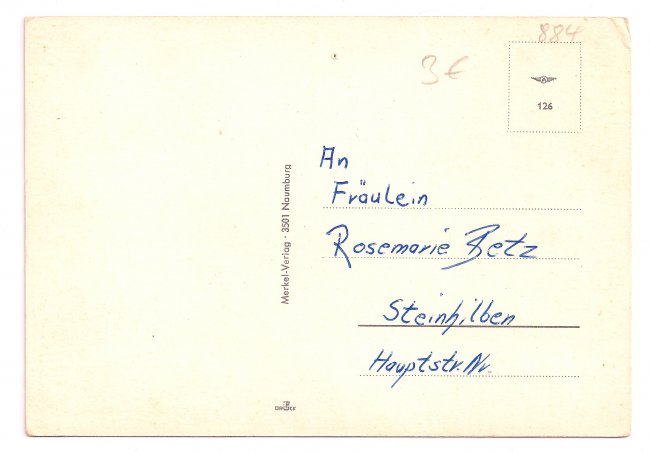 884
3€
126
An
Fräulein
Rosemarie Betz
Steinhilben
Hauptstr. Nr.
Merkel-Verlag · 3501 Naumburg